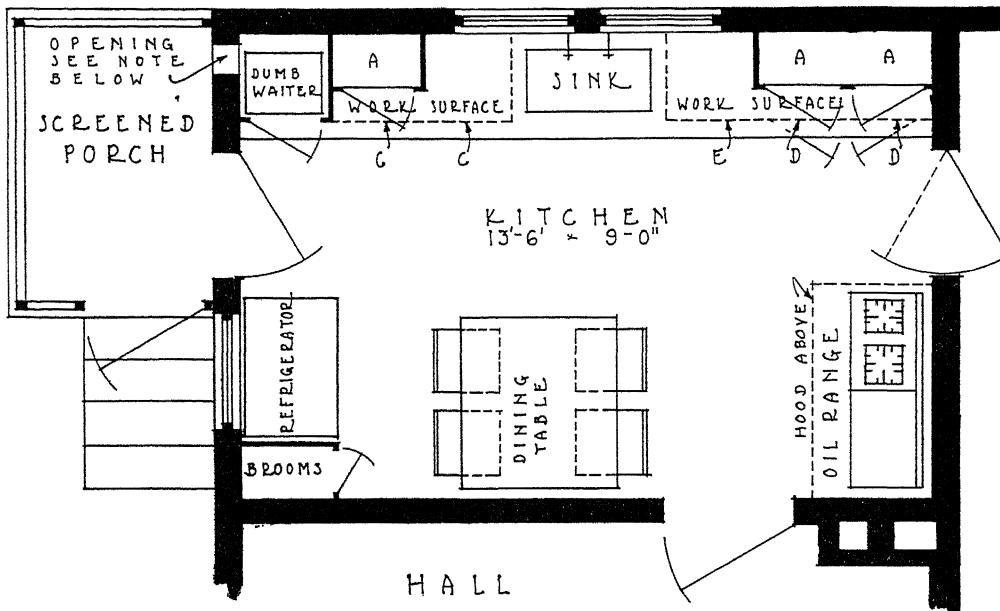 OPENING
SEE NOTE
BELOW
SCREENED
PORCH
DUMB
WAITER
A
WORK SURFACE
SINK
A A
WORK SURFACE
G C E D D
KITCHEN
13'-6" x 9'-0"
REFRIGERATOR
BROOMS
DINING
TABLE
HOOD ABOVE
OIL RANGE
HALL